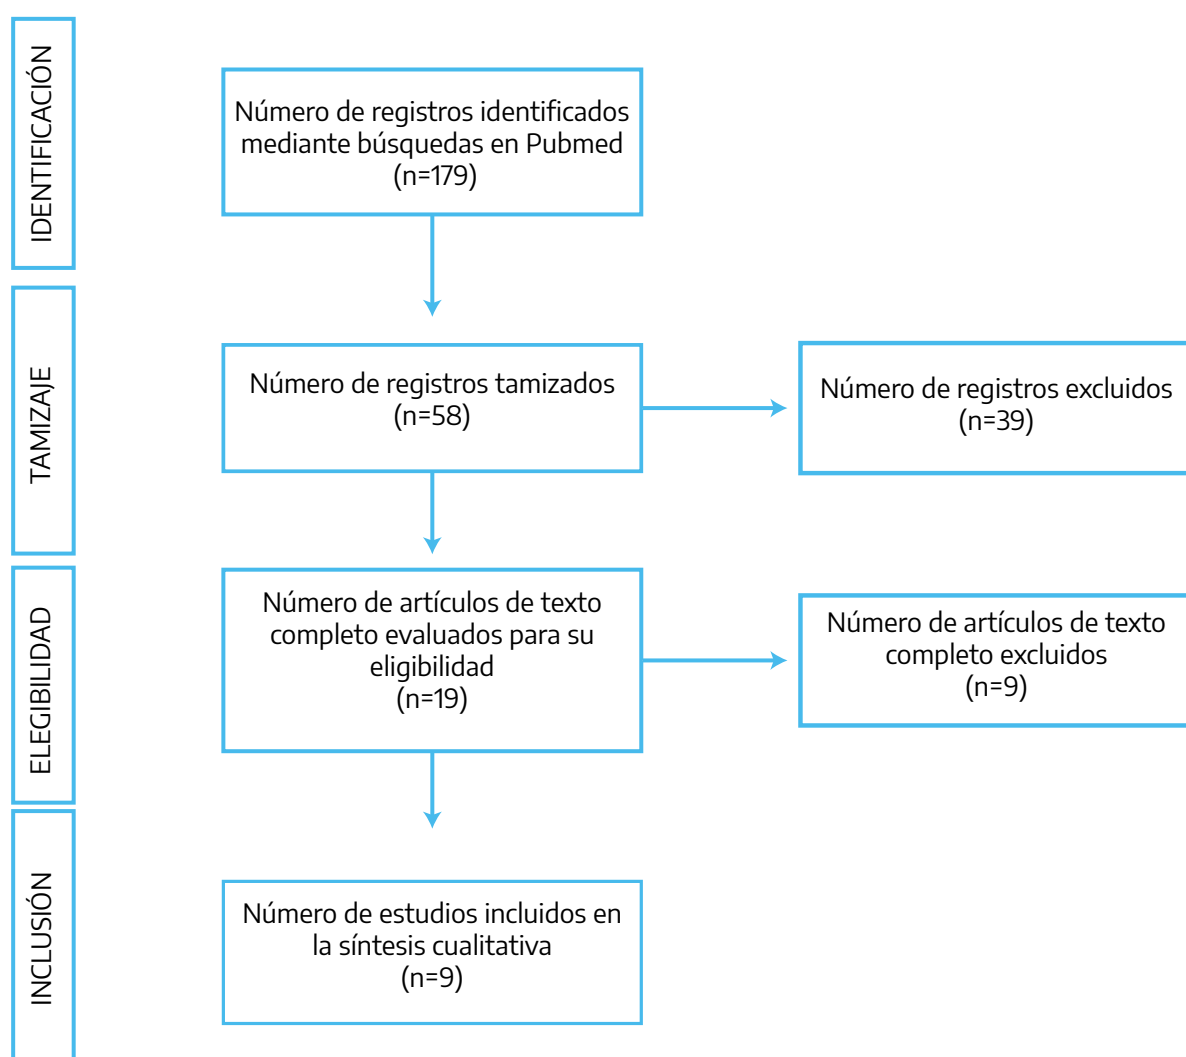 IDENTIFICACIÓN
Número de registros identificados
mediante búsquedas en Pubmed
(n=179)
TAMIZAJE
Número de registros tamizados
(n=58)
Número de registros excluidos
(n=39)
ELEGIBILIDAD
Número de artículos de texto
completo evaluados para su
eligibilidad
(n=19)
Número de artículos de texto
completo excluidos
(n=9)
INCLUSIÓN
Número de estudios incluidos en
la síntesis cualitativa
(n=9)